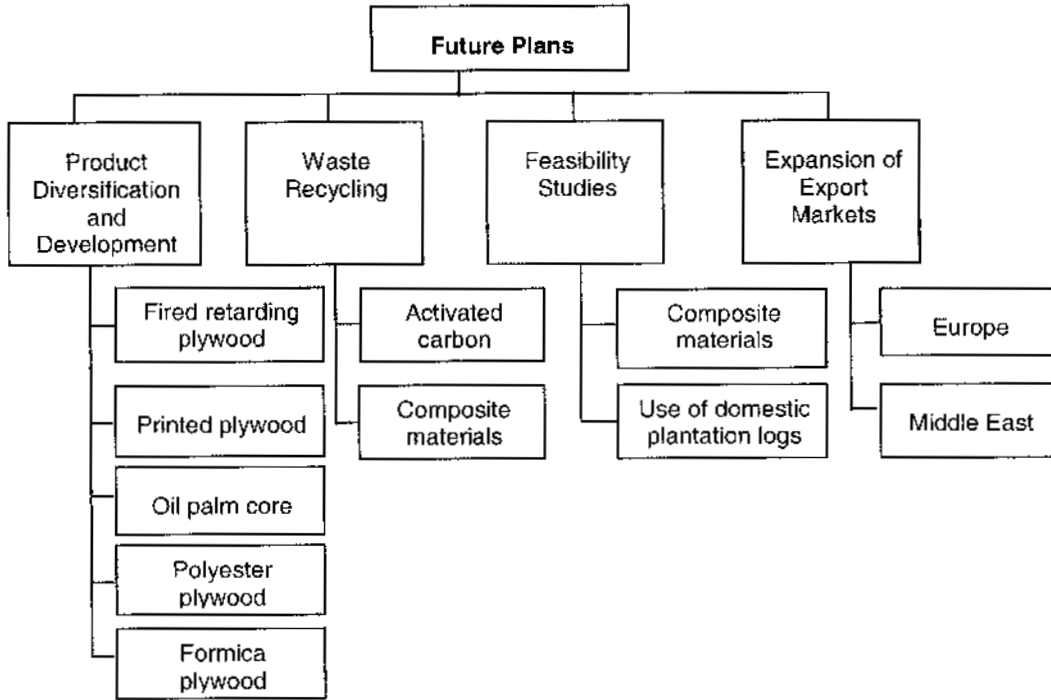 Future Plans
Product
Diversification
and
Development
Waste
Recycling
Feasibility
Studies
Expansion of
Export
Markets
Fired retarding
plywood
Printed plywood
Oil palm core
Polyester
plywood
Formica
plywood
Activated
carbon
Composite
materials
Composite
materials
Use of domestic
plantation logs
Europe
Middle East